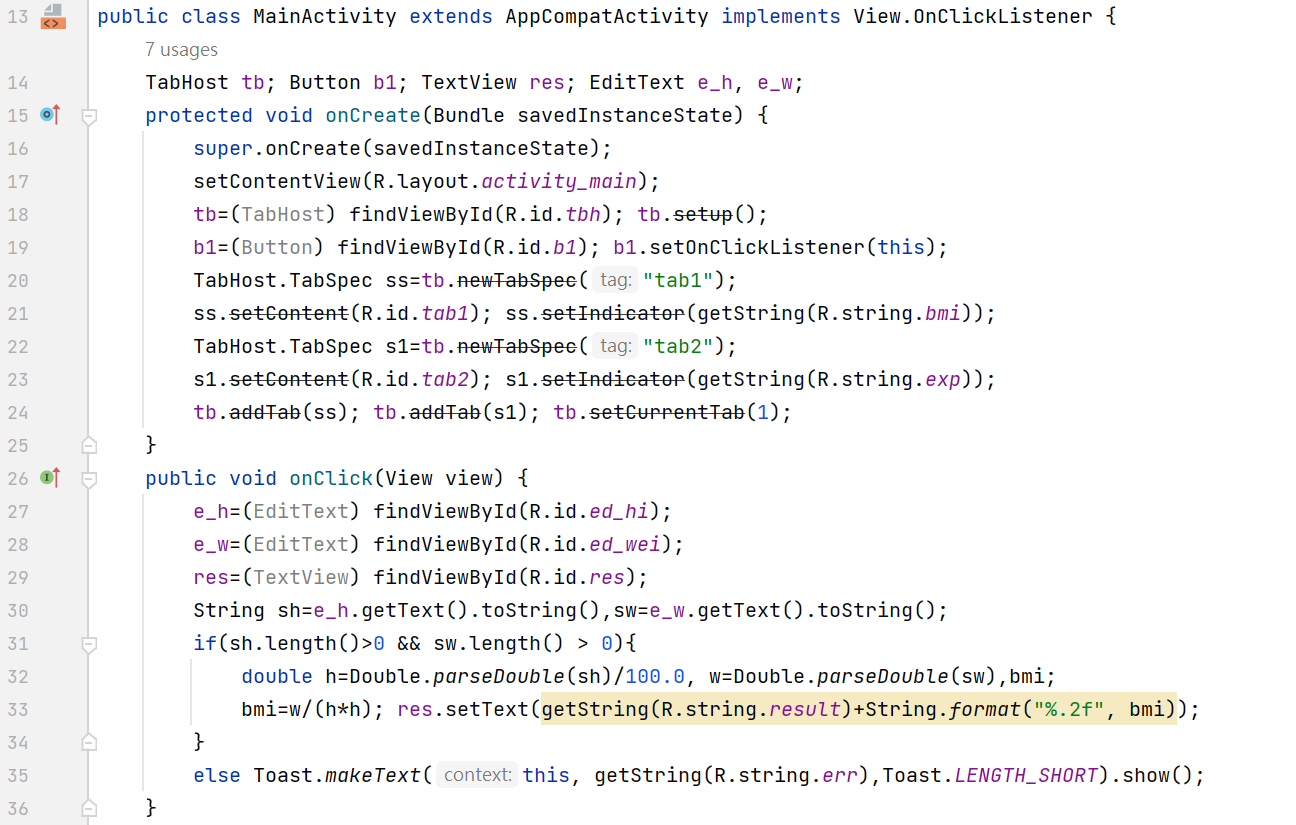 13 public class MainActivity extends AppCompatActivity implements View.OnClickListener {
7 usages
14 TabHost tb; Button b1; TextView res; EditText e_h, e_w;
15 protected void onCreate(Bundle savedInstanceState) {
16 super.onCreate(savedInstanceState);
17 setContentView(R.layout.activity_main);
18 tb=(TabHost) findViewById(R.id.tbh); tb.setup();
19 b1=(Button) findViewById(R.id.b1); b1.setOnClickListener(this);
20 TabHost.TabSpec ss=tb.newTabSpec( tag: "tab1");
21 ss.setContent(R.id.tab1); ss.setIndicator(getString(R.string.bmi));
22 TabHost.TabSpec s1=tb.newTabSpec( tag: "tab2");
23 s1.setContent(R.id.tab2); s1.setIndicator(getString(R.string.exp));
24 tb.addTab(ss); tb.addTab(s1); tb.setCurrentTab(1);
25 }
26 public void onClick(View view) {
27 e_h=(EditText) findViewById(R.id.ed_hi);
28 e_w=(EditText) findViewById(R.id.ed_wei);
29 res=(TextView) findViewById(R.id.res);
30 String sh=e_h.getText().toString(),sw=e_w.getText().toString();
31 if(sh.length()>0 && sw.length() > 0){
32 double h=Double.parseDouble(sh)/100.0, w=Double.parseDouble(sw),bmi;
33 bmi=w/(h*h); res.setText(getString(R.string.result)+String.format("%.2f", bmi));
34 }
35 else Toast.makeText( context: this, getString(R.string.err),Toast.LENGTH_SHORT).show();
36 }